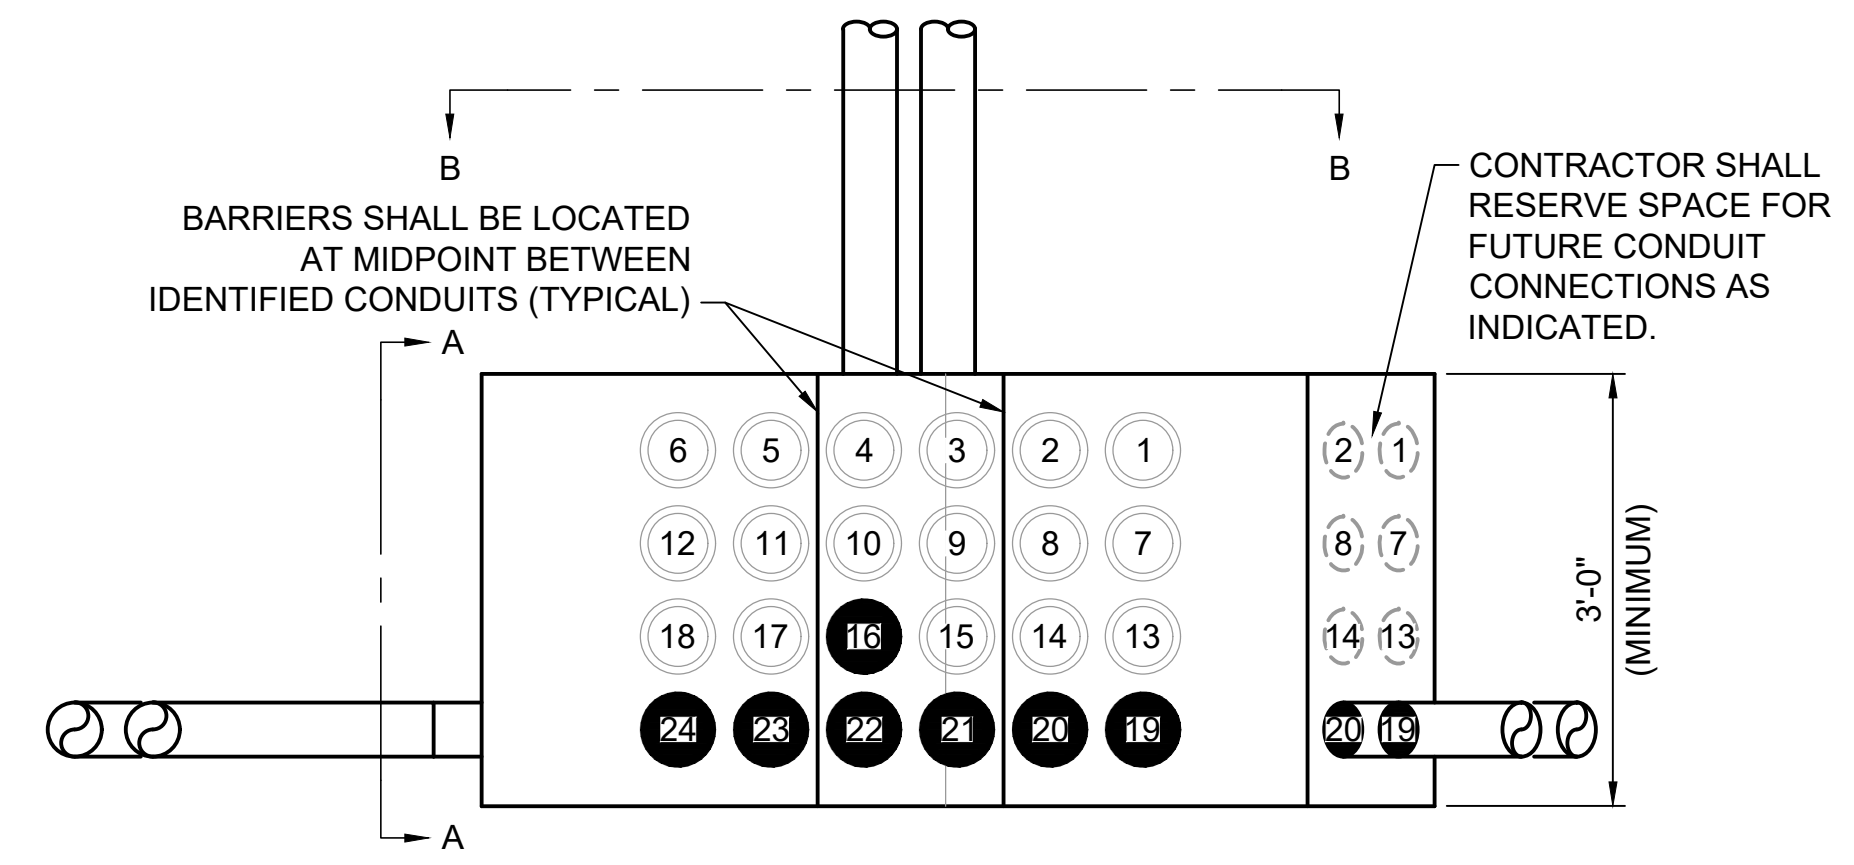 B
B
BARRIERS SHALL BE LOCATED
AT MIDPOINT BETWEEN
IDENTIFIED CONDUITS (TYPICAL)
CONTRACTOR SHALL
RESERVE SPACE FOR
FUTURE CONDUIT
CONNECTIONS AS
INDICATED.
A
6 5 4 3 2 1 2 1
12 11 10 9 8 7 8 7
18 17 16 15 14 13 14 13
24 23 22 21 20 19 20 19
3'-0"
(MINIMUM)
A